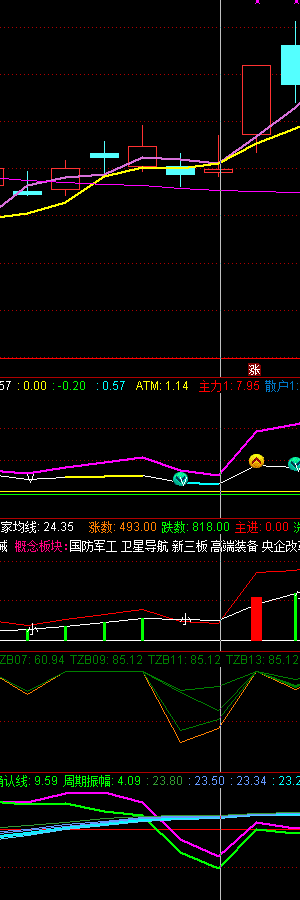 涨
57 : 0.00 : -0.20 : 0.57 ATM: 1.14 主力1: 7.95 散户1:
家均线: 24.35 涨数: 493.00 跌数: 818.00 主进: 0.00
概念板块: 国防军工 卫星导航 新三板 高端装备 央企改
小 小
TZB07: 60.94 TZB09: 85.12 TZB11: 85.12 TZB13: 85.12
确认线: 9.59 周期振幅: 4.09 : 23.80 : 23.50 : 23.34 : 23.2